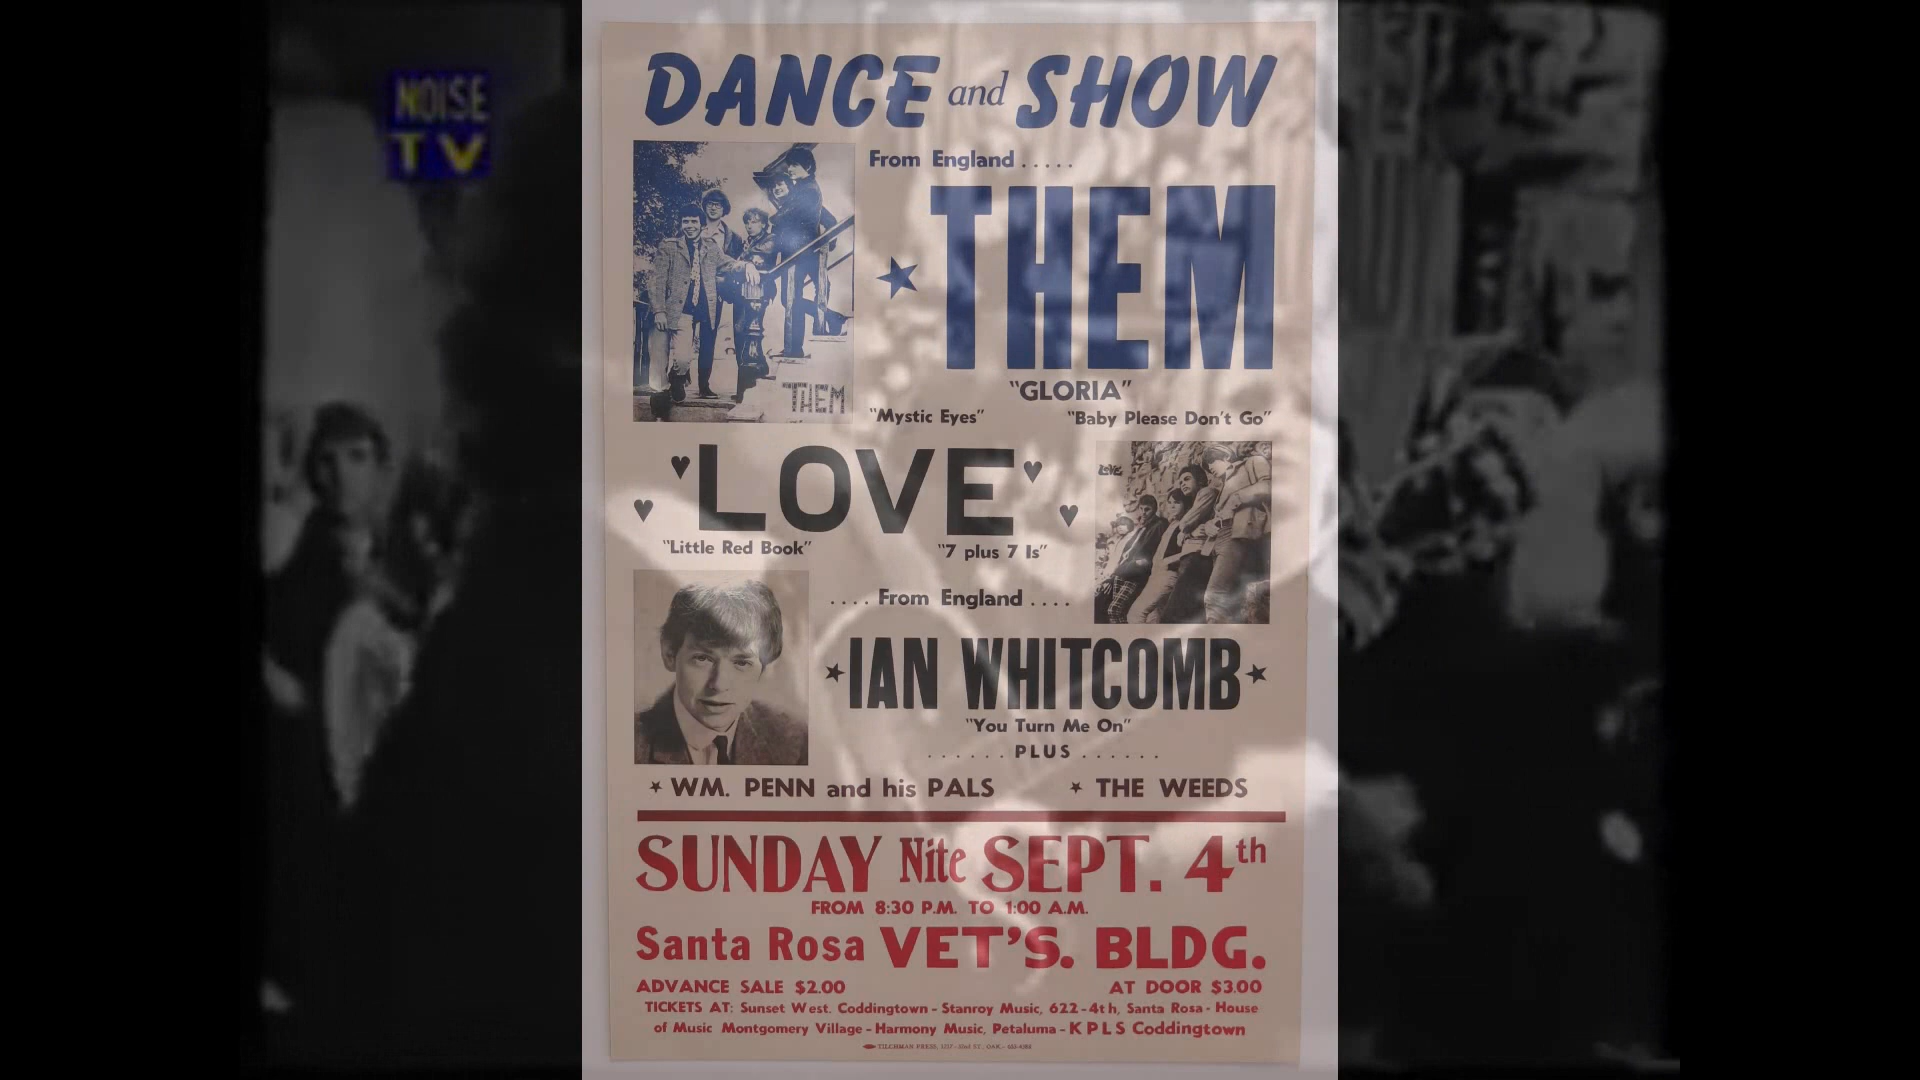 NOISE
TV
DANCE and SHOW
From England . . . . .
THEM
THEM
"GLORIA"
"Mystic Eyes" "Baby Please Don't Go"
LOVE
LOVE
"Little Red Book" "7 plus 7 Is"
. . . . From England . . . .
IAN WHITCOMB
"You Turn Me On"
. . . . . . PLUS . . . . . .
WM. PENN and his PALS THE WEEDS
SUNDAY Nite SEPT. 4th
FROM 8:30 P.M. TO 1:00 A.M.
Santa Rosa VET'S. BLDG.
ADVANCE SALE $2.00 AT DOOR $3.00
TICKETS AT: Sunset West. Coddingtown - Stanroy Music, 622-4th, Santa Rosa - House
of Music Montgomery Village - Harmony Music, Petaluma - KPLS Coddingtown
TILGHMAN PRESS,